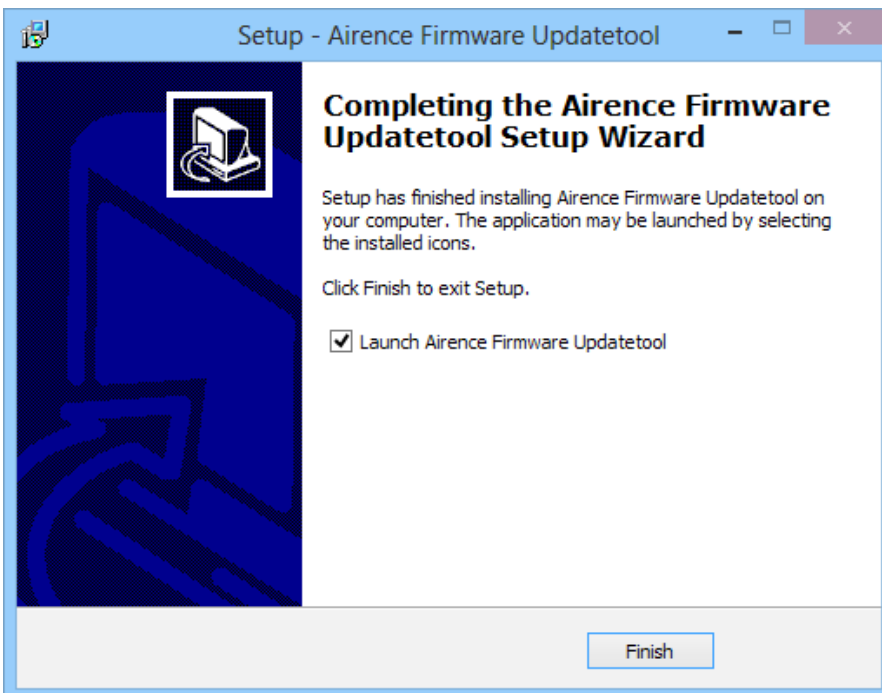 Setup - Airence Firmware Updatetool
Completing the Airence Firmware
Updatetool Setup Wizard
Setup has finished installing Airence Firmware Updatetool on
your computer. The application may be launched by selecting
the installed icons.
Click Finish to exit Setup.
Launch Airence Firmware Updatetool
Finish